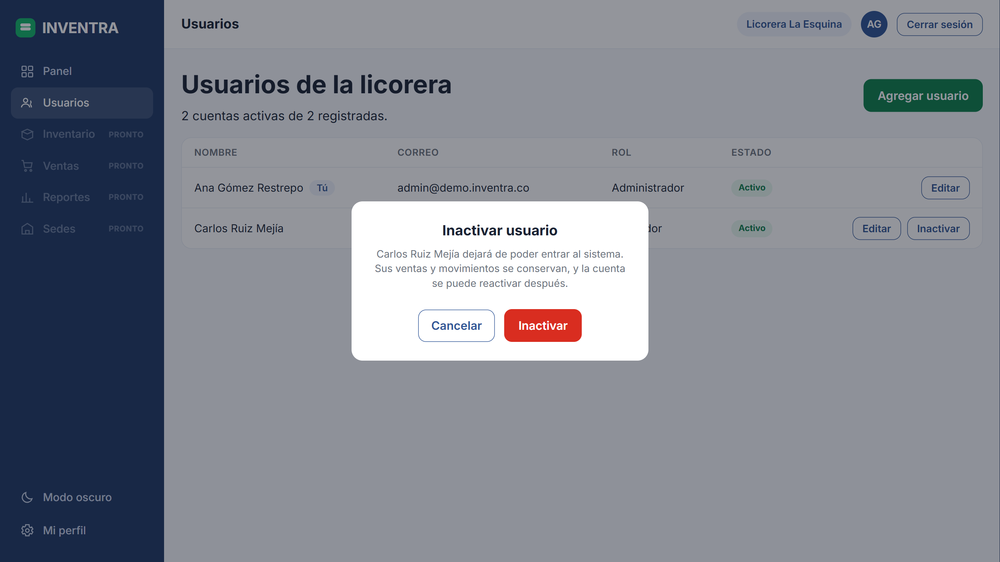 INVENTRA
Panel
Usuarios
Inventario PRONTO
Ventas PRONTO
Reportes PRONTO
Sedes PRONTO
Modo oscuro
Mi perfil
Usuarios
Licorera La Esquina
AG
Cerrar sesión
Usuarios de la licorera
2 cuentas activas de 2 registradas.
Agregar usuario
NOMBRE CORREO ROL ESTADO
Ana Gómez Restrepo Tú admin@demo.inventra.co Administrador Activo Editar
Carlos Ruiz Mejía Activo Editar Inactivar
Inactivar usuario
Carlos Ruiz Mejía dejará de poder entrar al sistema.
Sus ventas y movimientos se conservan, y la cuenta
se puede reactivar después.
Cancelar
Inactivar